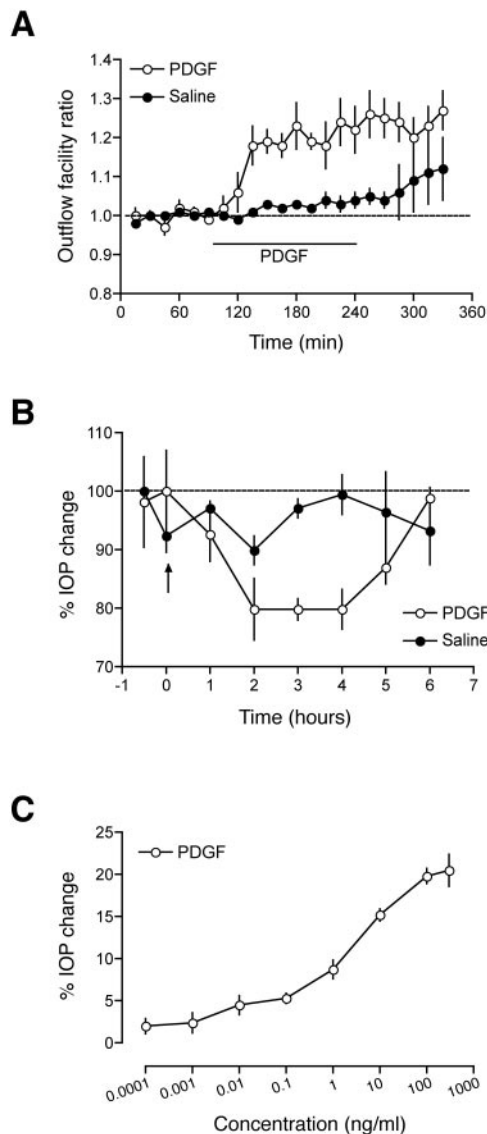 A
PDGF
Saline
1.4
1.3
1.2
1.1
1.0
0.9
0.8
Outflow facility ratio
PDGF
0 60 120 180 240 300 360
Time (min)
B
110
100
90
80
70
% IOP change
PDGF
Saline
-1 0 1 2 3 4 5 6 7
Time (hours)
C
25
20
15
10
5
0
% IOP change
PDGF
0.0001 0.001 0.01 0.1 1 10 100 1000
Concentration (ng/ml)